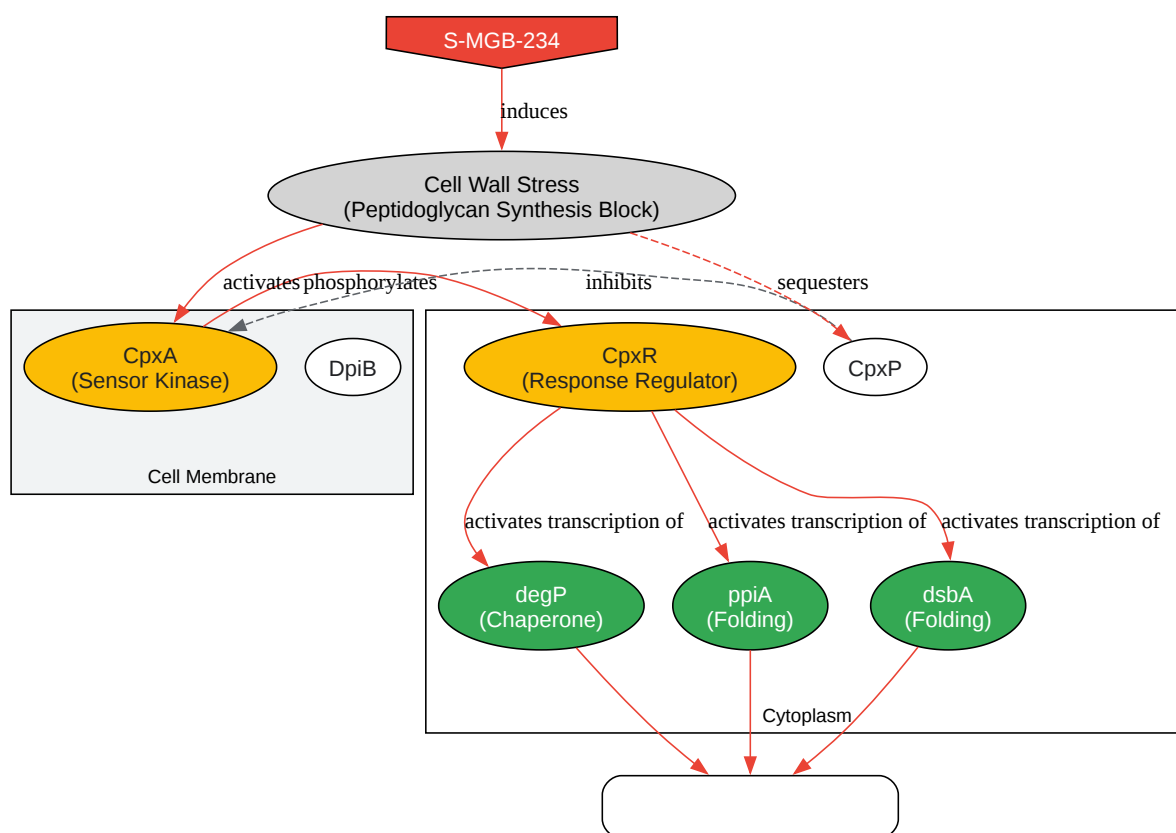 S-MGB-234
induces
Cell Wall Stress
(Peptidoglycan Synthesis Block)
activates
phosphorylates
inhibits
sequesters
CpxA
(Sensor Kinase)
DpiB
CpxR
(Response Regulator)
CpxP
Cell Membrane
activates transcription of
activates transcription of
activates transcription of
degP
(Chaperone)
ppiA
(Folding)
dsbA
(Folding)
Cytoplasm